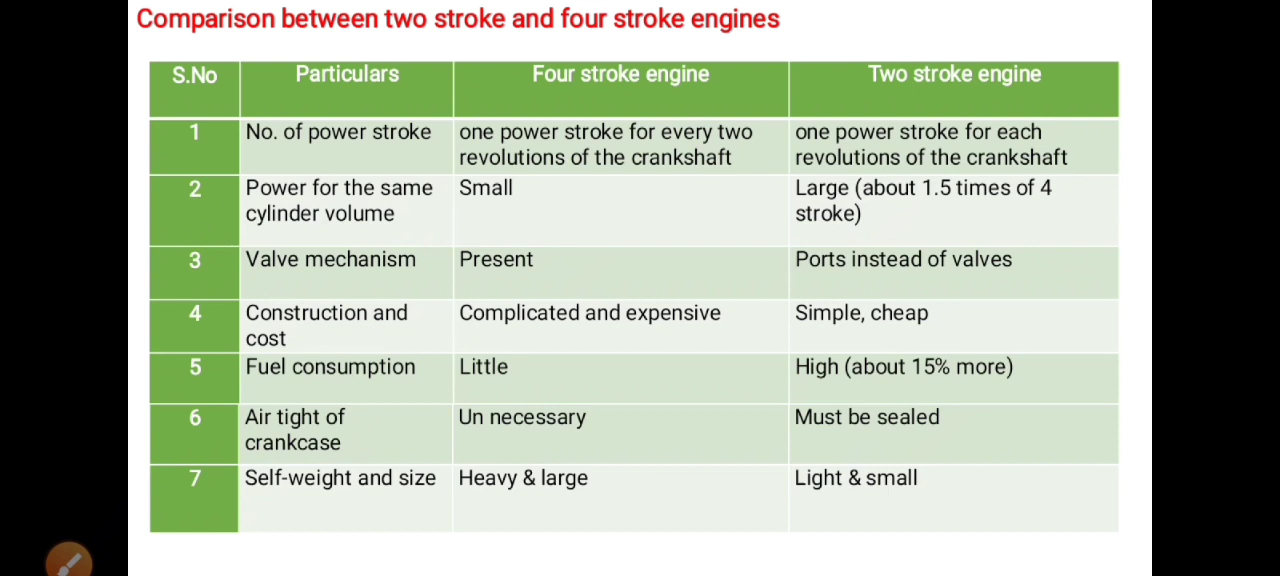 Comparison between two stroke and four stroke engines
S.No Particulars Four stroke engine Two stroke engine
1 No. of power stroke one power stroke for every two one power stroke for each
revolutions of the crankshaft revolutions of the crankshaft
2 Power for the same Small Large (about 1.5 times of 4
cylinder volume stroke)
3 Valve mechanism Present Ports instead of valves
4 Construction and Complicated and expensive Simple, cheap
cost
5 Fuel consumption Little High (about 15% more)
6 Air tight of Un necessary Must be sealed
crankcase
7 Self-weight and size Heavy & large Light & small